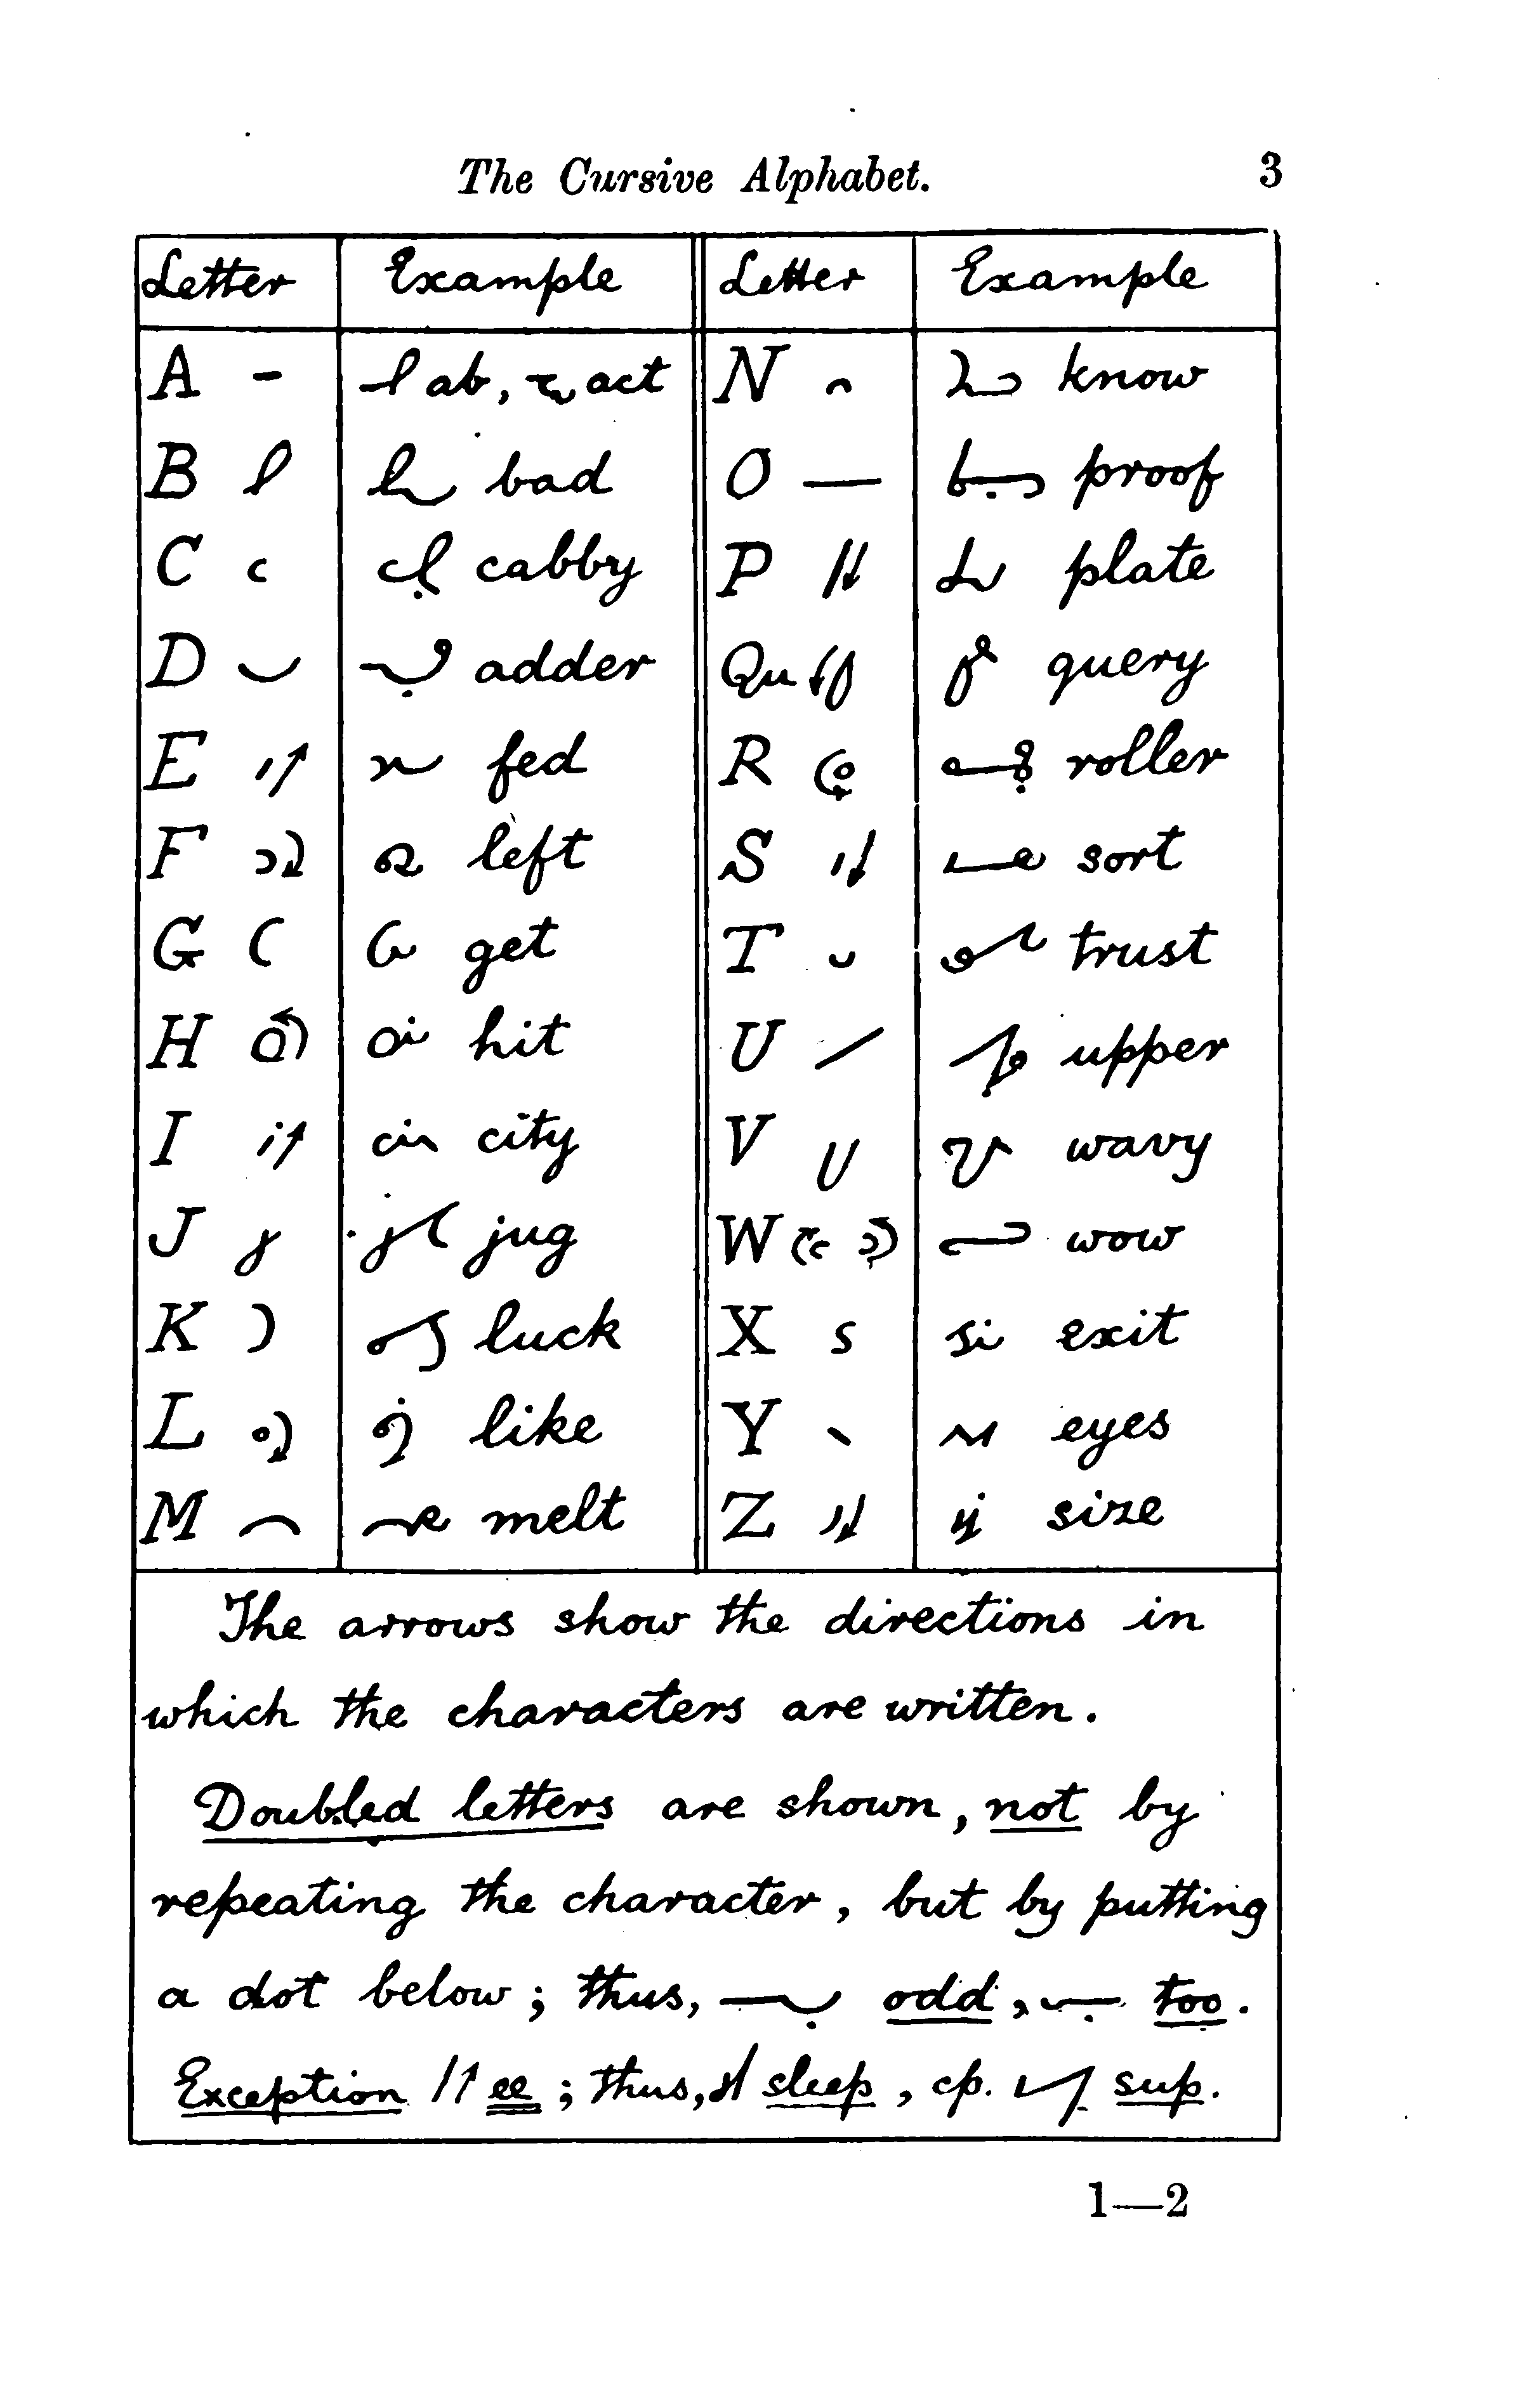 The Cursive Alphabet. 3
Letter Example Letter Example
A ab, act N know
B bad O proof
C cabby P plate
D adder Qu query
E fed R roller
F left S sort
G get T trust
H hit U upper
I city V wavy
J jug W wow
K luck X exit
L like Y eyes
M melt Z size
The arrows show the directions in
which the characters are written.
Doubled letters are shown, not by
repeating the character, but by putting
a dot below; thus, odd, too.
Exception ee; thus, sleep, cp. sup.
1—2